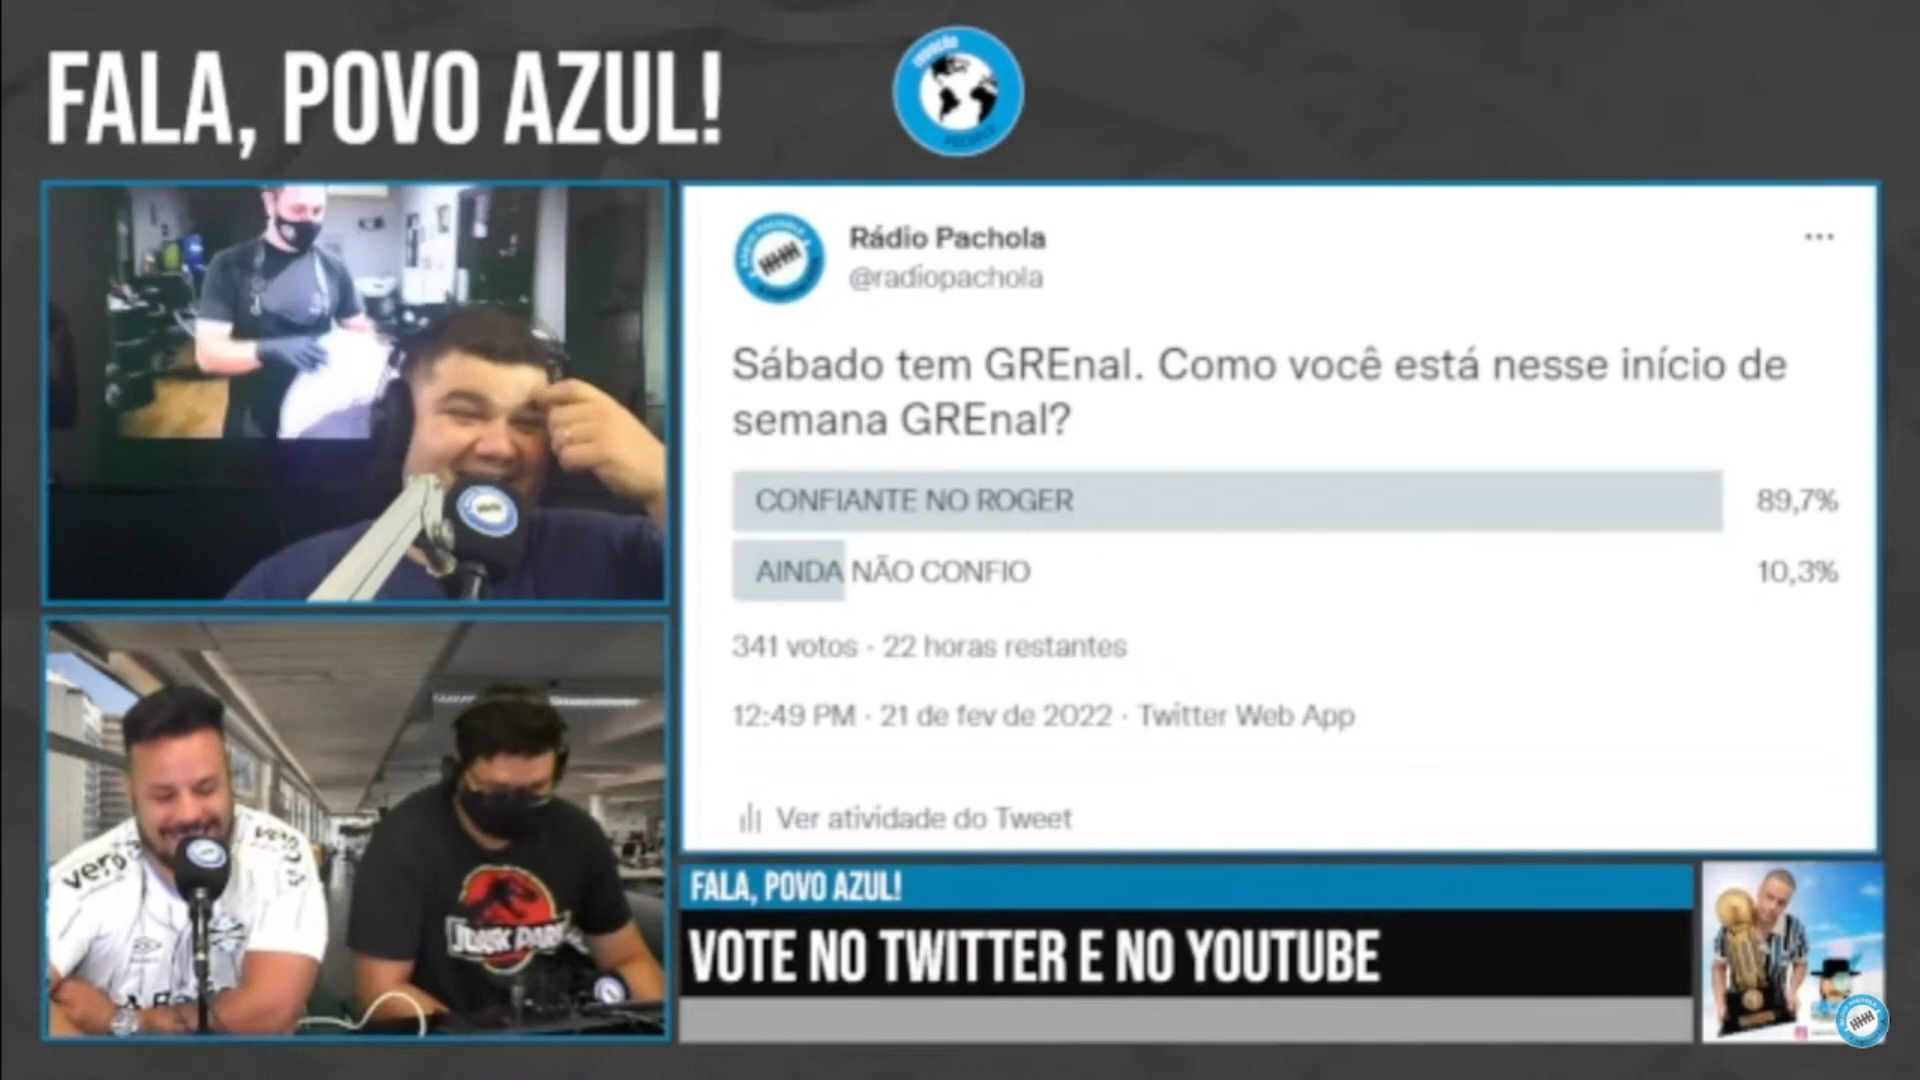 FALA, POVO AZUL!
Rádio Pachola
@radiopachola
Sábado tem GREnal. Como você está nesse início de
semana GREnal?
CONFIANTE NO ROGER 89,7%
AINDA NÃO CONFIO 10,3%
341 votos · 22 horas restantes
12:49 PM · 21 de fev de 2022 · Twitter Web App
Ver atividade do Tweet
FALA, POVO AZUL!
VOTE NO TWITTER E NO YOUTUBE